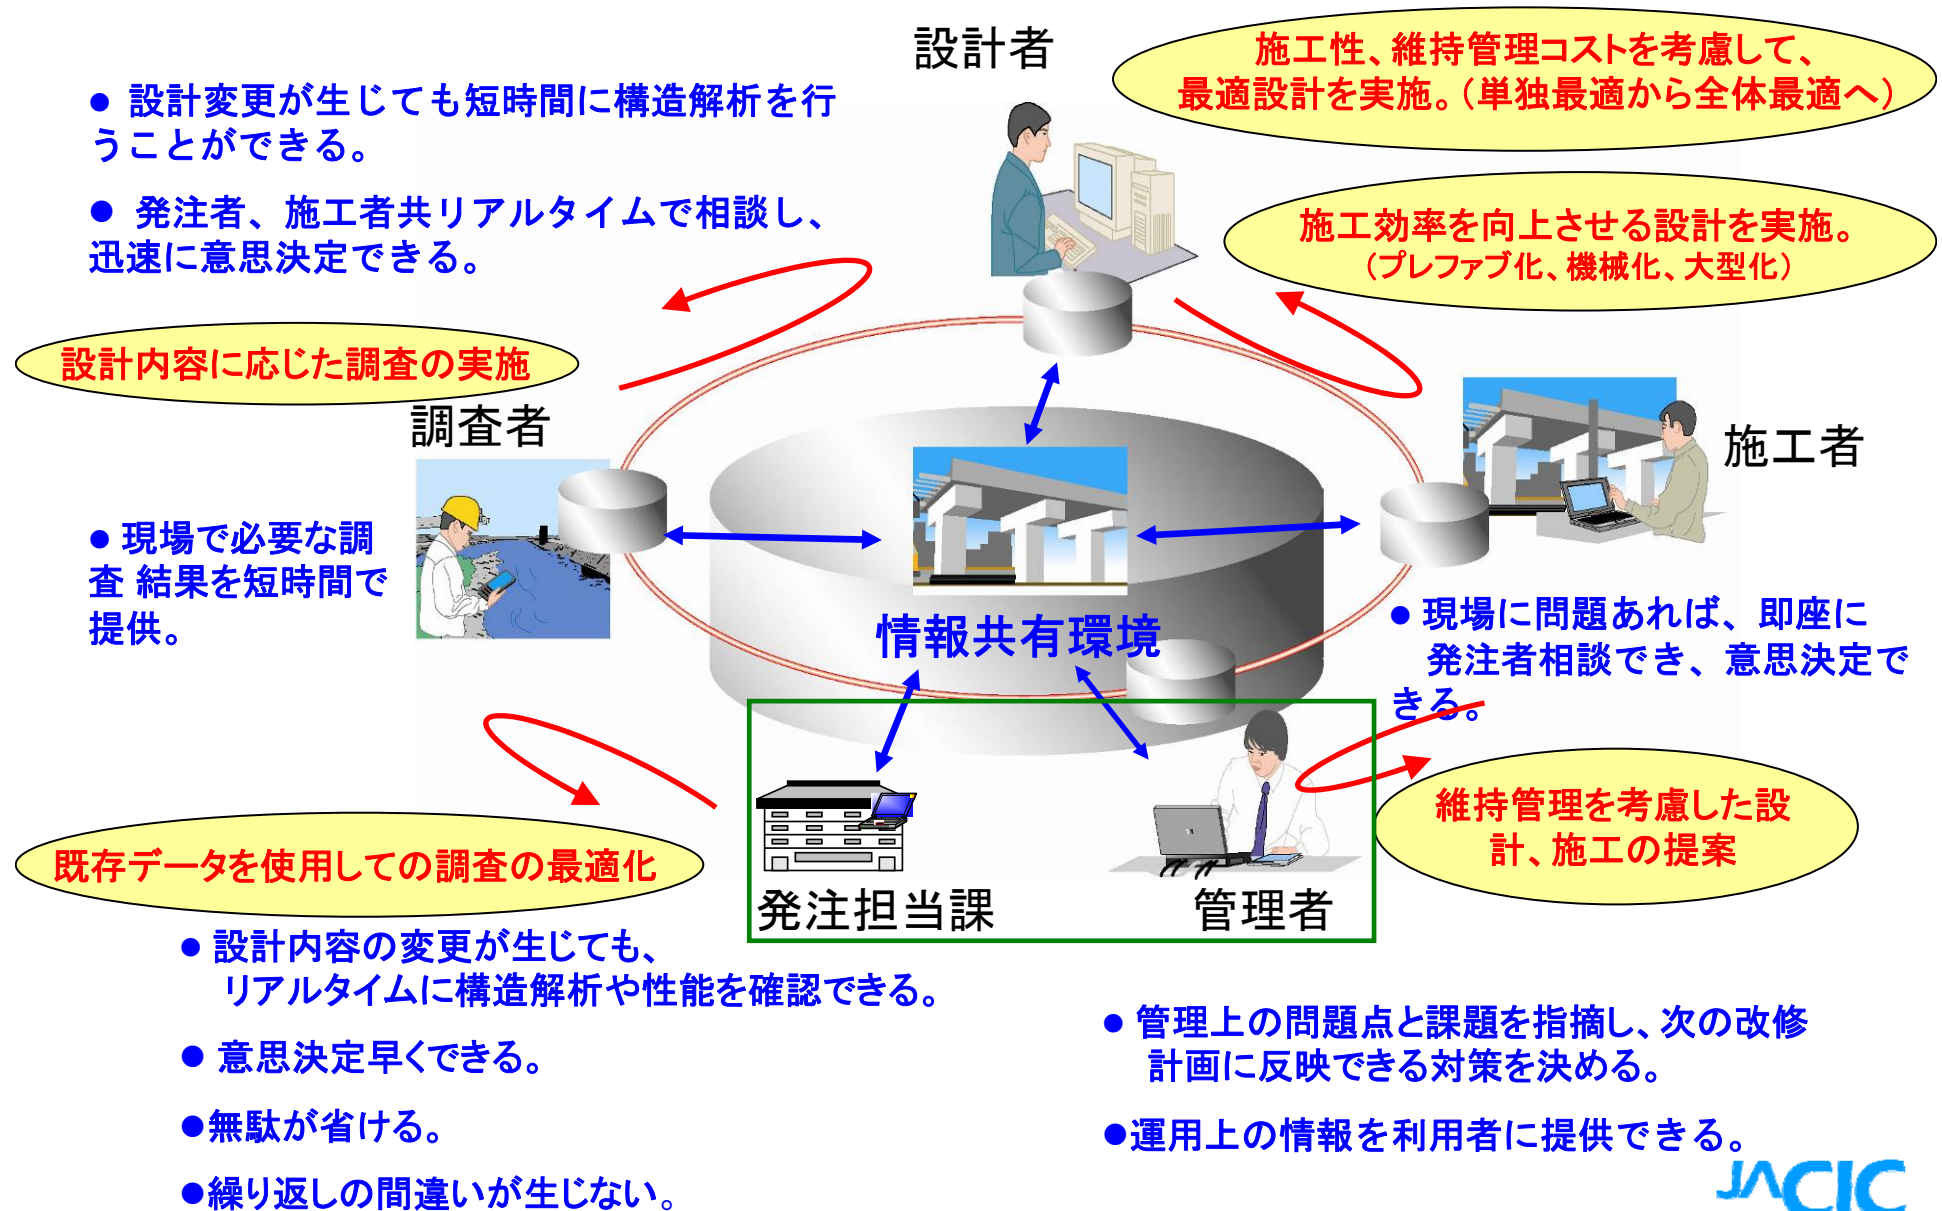 設計者
施工性、維持管理コストを考慮して、
最適設計を実施。（単独最適から全体最適へ）
● 設計変更が生じても短時間に構造解析を行
うことができる。
● 発注者、施工者共リアルタイムで相談し、
迅速に意思決定できる。
施工効率を向上させる設計を実施。
（プレファブ化、機械化、大型化）
設計内容に応じた調査の実施
調査者
施工者
● 現場で必要な調
査 結果を短時間で
提供。
情報共有環境
● 現場に問題あれば、即座に
発注者相談でき、意思決定で
きる。
維持管理を考慮した設
計、施工の提案
既存データを使用しての調査の最適化
発注担当課
管理者
● 設計内容の変更が生じても、
リアルタイムに構造解析や性能を確認できる。
● 意思決定早くできる。
●無駄が省ける。
●繰り返しの間違いが生じない。
● 管理上の問題点と課題を指摘し、次の改修
計画に反映できる対策を決める。
●運用上の情報を利用者に提供できる。
JACIC